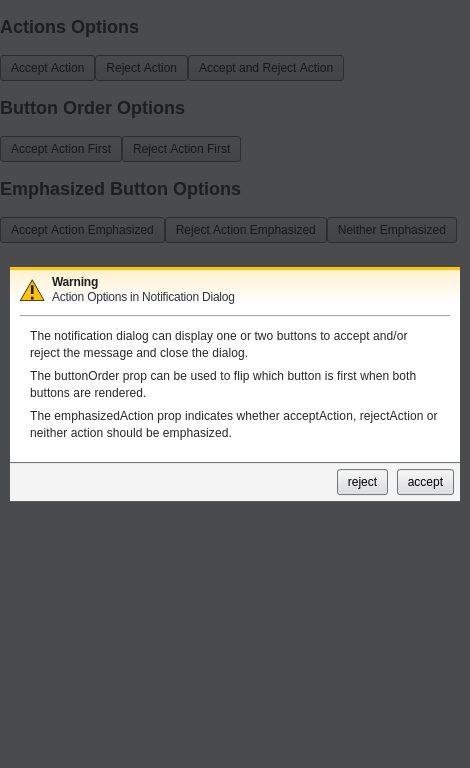 Actions Options
Accept Action Reject Action Accept and Reject Action
Button Order Options
Accept Action First Reject Action First
Emphasized Button Options
Accept Action Emphasized Reject Action Emphasized Neither Emphasized
Warning
Action Options in Notification Dialog
The notification dialog can display one or two buttons to accept and/or
reject the message and close the dialog.
The buttonOrder prop can be used to flip which button is first when both
buttons are rendered.
The emphasizedAction prop indicates whether acceptAction, rejectAction or
neither action should be emphasized.
reject accept